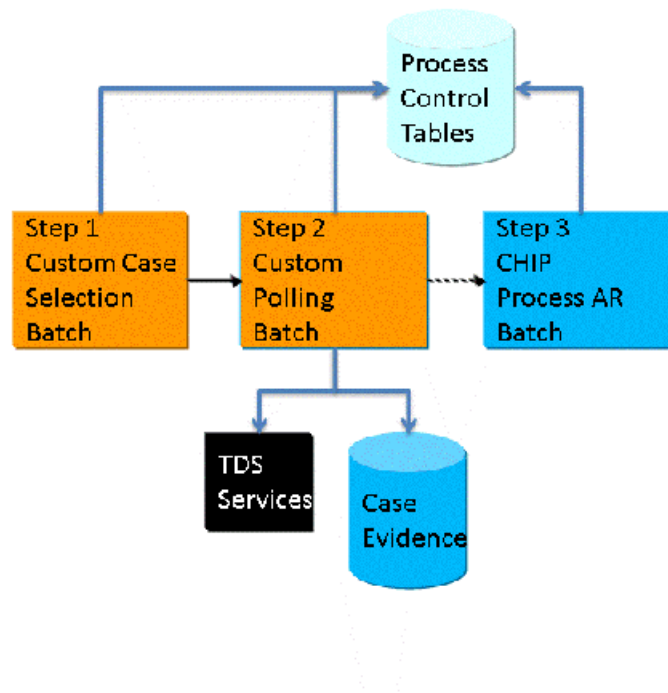 Process
Control
Tables
Step 1
Custom Case
Selection
Batch
Step 2
Custom
Polling
Batch
Step 3
CHIP
Process AR
Batch
TDS
Services
Case
Evidence